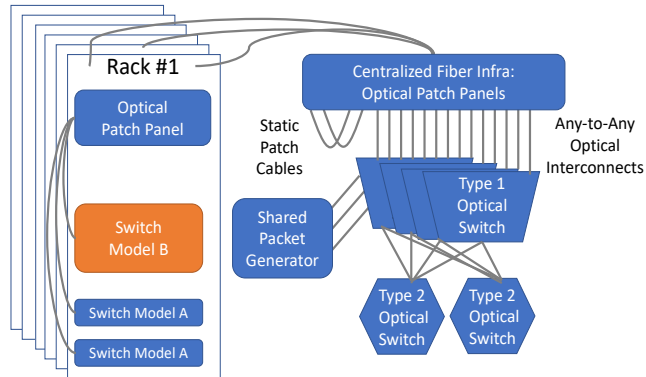 Rack #1
Optical
Patch Panel
Switch
Model B
Switch Model A
Switch Model A
Centralized Fiber Infra:
Optical Patch Panels
Static
Patch
Cables
Any-to-Any
Optical
Interconnects
Type 1
Optical
Switch
Shared
Packet
Generator
Type 2
Optical
Switch
Type 2
Optical
Switch